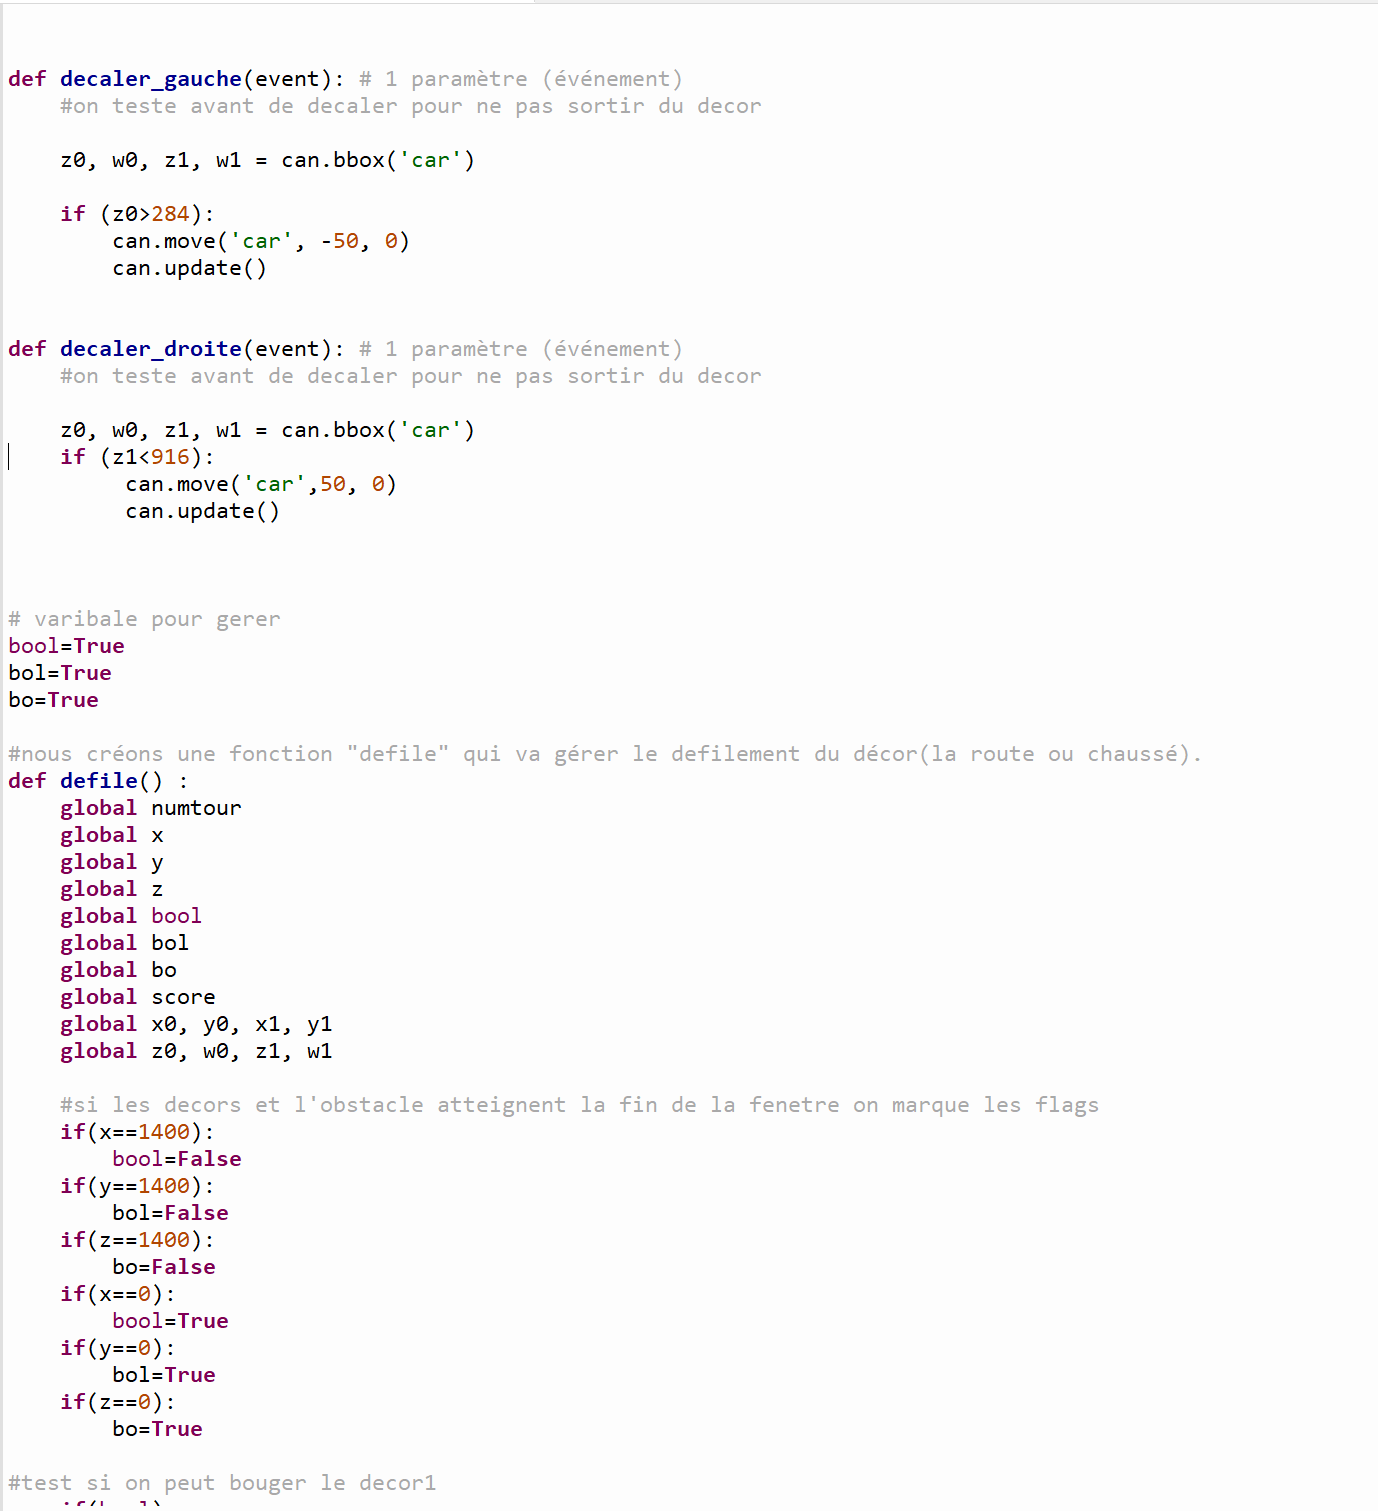 def decaler_gauche(event): # 1 paramètre (événement)
#on teste avant de decaler pour ne pas sortir du decor
z0, w0, z1, w1 = can.bbox('car')
if (z0>284):
can.move('car', -50, 0)
can.update()
def decaler_droite(event): # 1 paramètre (événement)
#on teste avant de decaler pour ne pas sortir du decor
z0, w0, z1, w1 = can.bbox('car')
if (z1<916):
can.move('car',50, 0)
can.update()
# varibale pour gerer
bool=True
bol=True
bo=True
#nous créons une fonction "defile" qui va gérer le defilement du décor(la route ou chaussé).
def defile() :
global numtour
global x
global y
global z
global bool
global bol
global bo
global score
global x0, y0, x1, y1
global z0, w0, z1, w1
#si les decors et l'obstacle atteignent la fin de la fenetre on marque les flags
if(x==1400):
bool=False
if(y==1400):
bol=False
if(z==1400):
bo=False
if(x==0):
bool=True
if(y==0):
bol=True
if(z==0):
bo=True
#test si on peut bouger le decor1